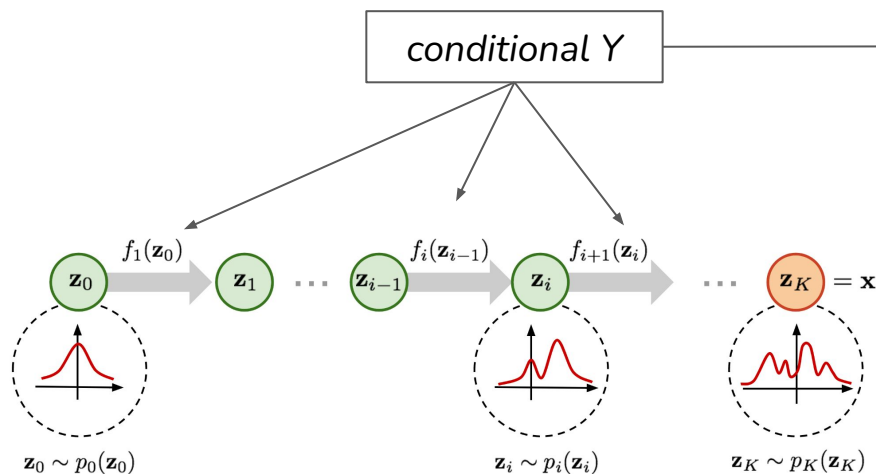 conditional Y
f₁(z₀) fᵢ(zᵢ₋₁) fᵢ₊₁(zᵢ)
z₀ z₁ ... zᵢ₋₁ zᵢ ... z_K = x
z₀ ∼ p₀(z₀) zᵢ ∼ pᵢ(zᵢ) z_K ∼ p_K(z_K)